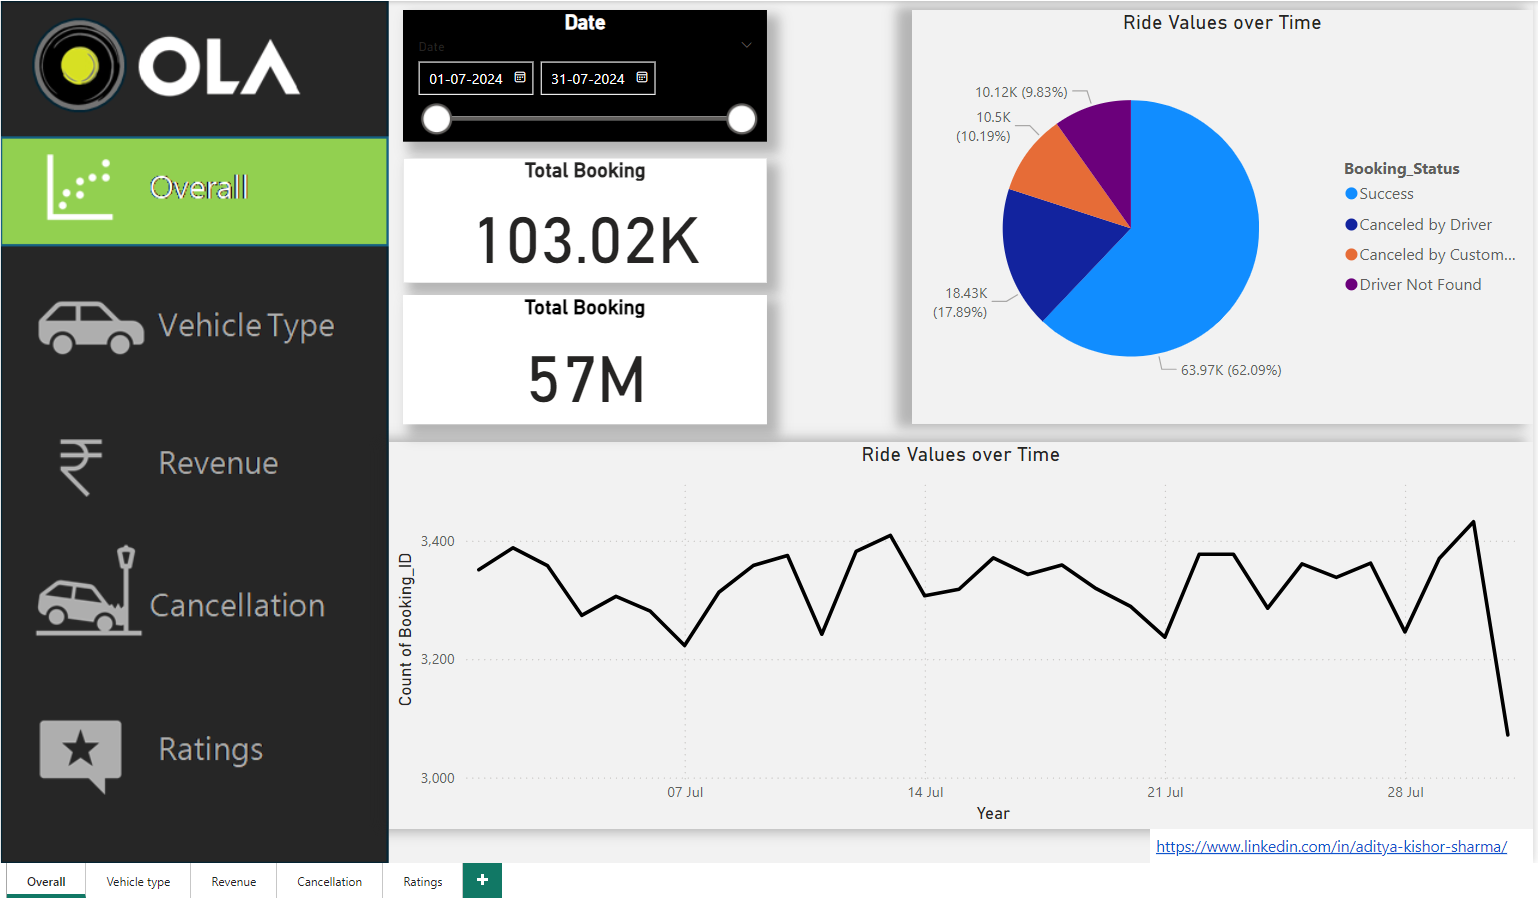 OLA
Overall
Vehicle Type
Revenue
Cancellation
Ratings
Date
Date
01-07-2024
31-07-2024
Total Booking
103.02K
Total Booking
57M
Ride Values over Time
10.12K (9.83%)
10.5K
(10.19%)
18.43K
(17.89%)
63.97K (62.09%)
Booking_Status
Success
Canceled by Driver
Canceled by Custom...
Driver Not Found
Ride Values over Time
Count of Booking_ID
3,400
3,200
3,000
07 Jul
14 Jul
21 Jul
28 Jul
Year
https://www.linkedin.com/in/aditya-kishor-sharma/
Overall
Vehicle type
Revenue
Cancellation
Ratings
+